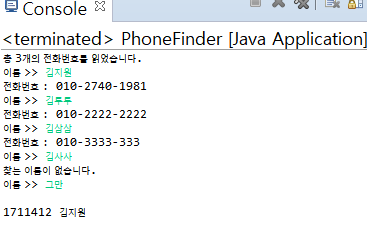 Console
<terminated> PhoneFinder [Java Application]
총 3개의 전화번호를 읽었습니다.
이름 >> 김지원
전화번호 : 010-2740-1981
이름 >> 김투투
전화번호 : 010-2222-2222
이름 >> 김삼삼
전화번호 : 010-3333-333
이름 >> 김사사
찾는 이름이 없습니다.
이름 >> 그만
1711412 김지원